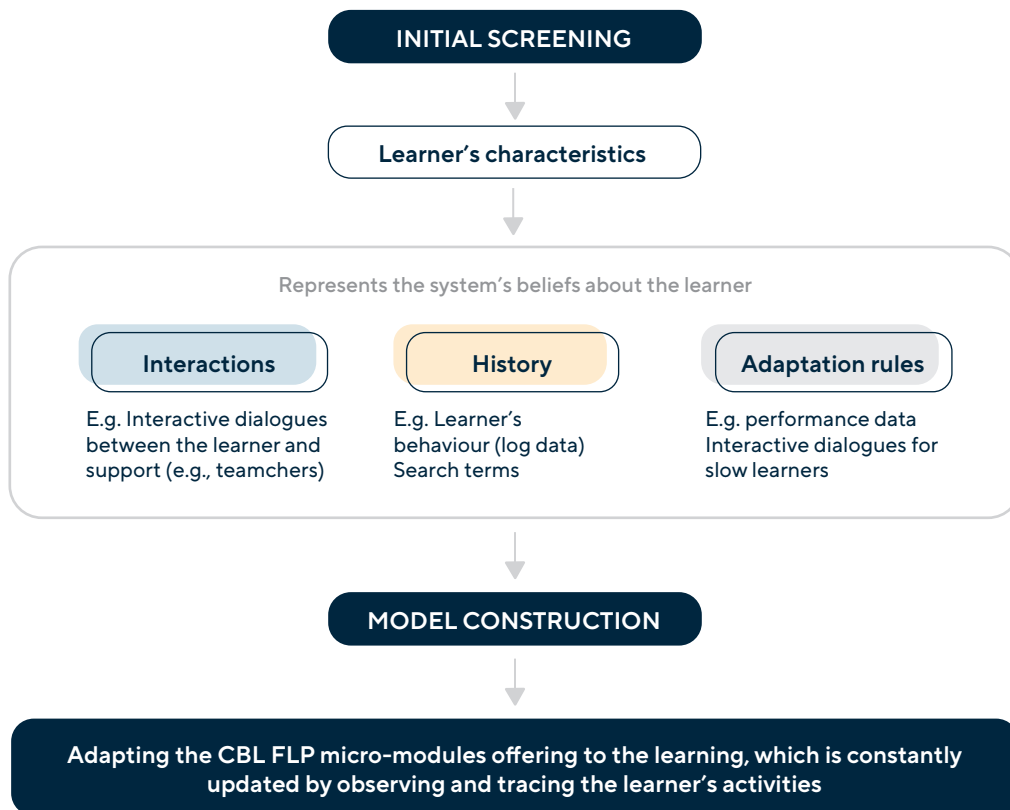 INITIAL SCREENING
Learner's characteristics
Represents the system's beliefs about the learner
Interactions
E.g. Interactive dialogues
between the learner and
support (e.g., teamchers)
History
E.g. Learner's
behaviour (log data)
Search terms
Adaptation rules
E.g. performance data
Interactive dialogues for
slow learners
MODEL CONSTRUCTION
Adapting the CBL FLP micro-modules offering to the learning, which is constantly
updated by observing and tracing the learner's activities